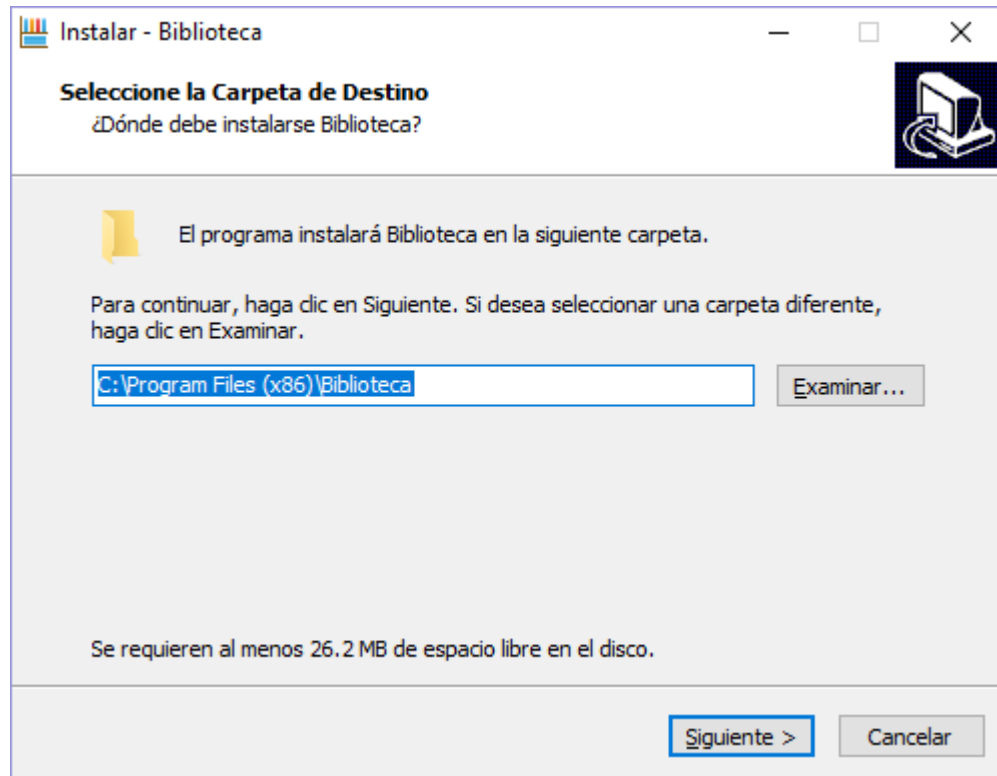 Instalar - Biblioteca
Seleccione la Carpeta de Destino
¿Dónde debe instalarse Biblioteca?
El programa instalará Biblioteca en la siguiente carpeta.
Para continuar, haga clic en Siguiente. Si desea seleccionar una carpeta diferente,
haga clic en Examinar.
C:\Program Files (x86)\Biblioteca
Examinar...
Se requieren al menos 26.2 MB de espacio libre en el disco.
Siguiente >
Cancelar